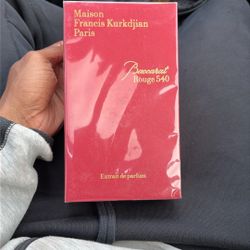 Maison
Francis Kurkdjian
Paris
Baccarat
Rouge 540
Extrait de parfum